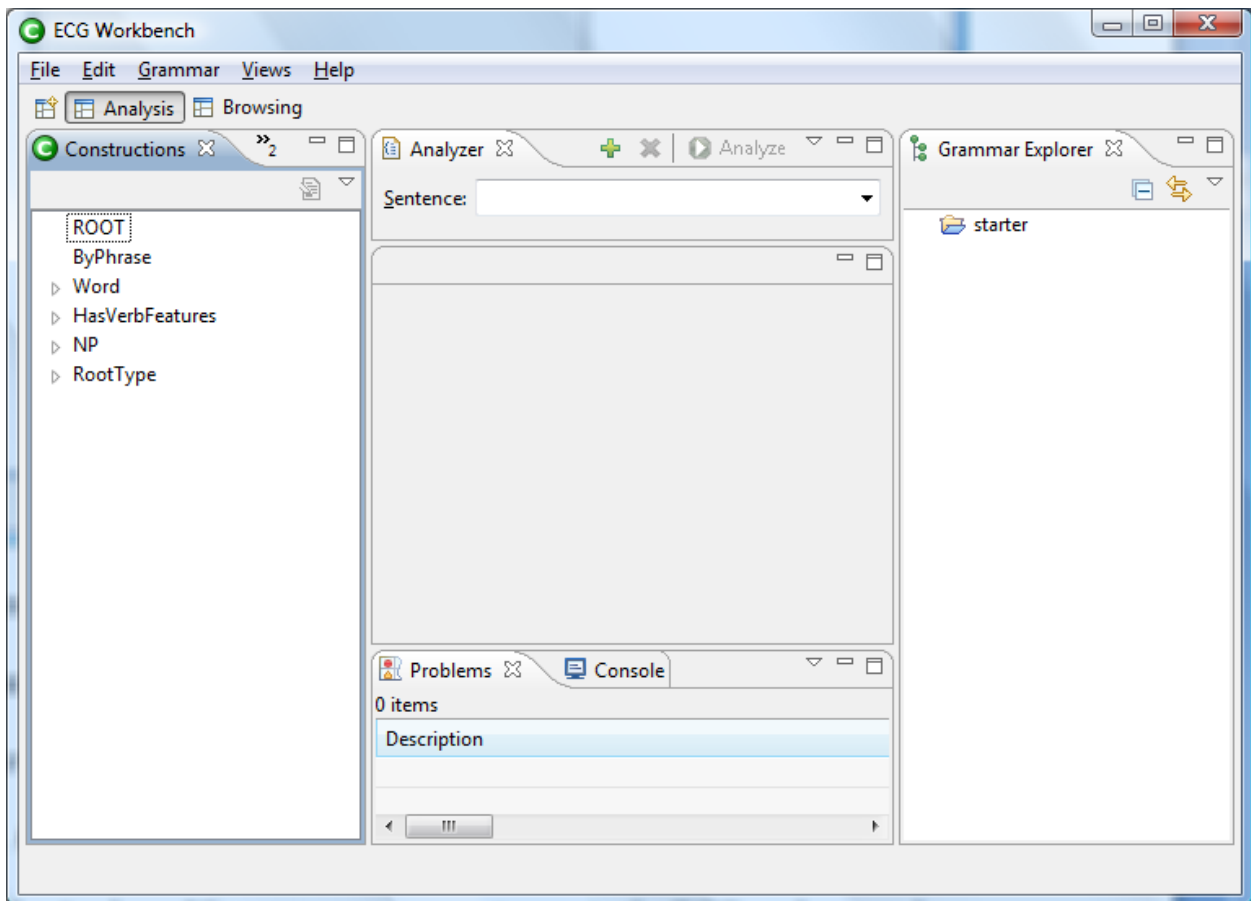 ECG Workbench
File Edit Grammar Views Help
Analysis Browsing
Constructions »2
ROOT
ByPhrase
Word
HasVerbFeatures
NP
RootType
Analyzer Analyze
Sentence:
Problems Console
0 items
Description
Grammar Explorer
starter